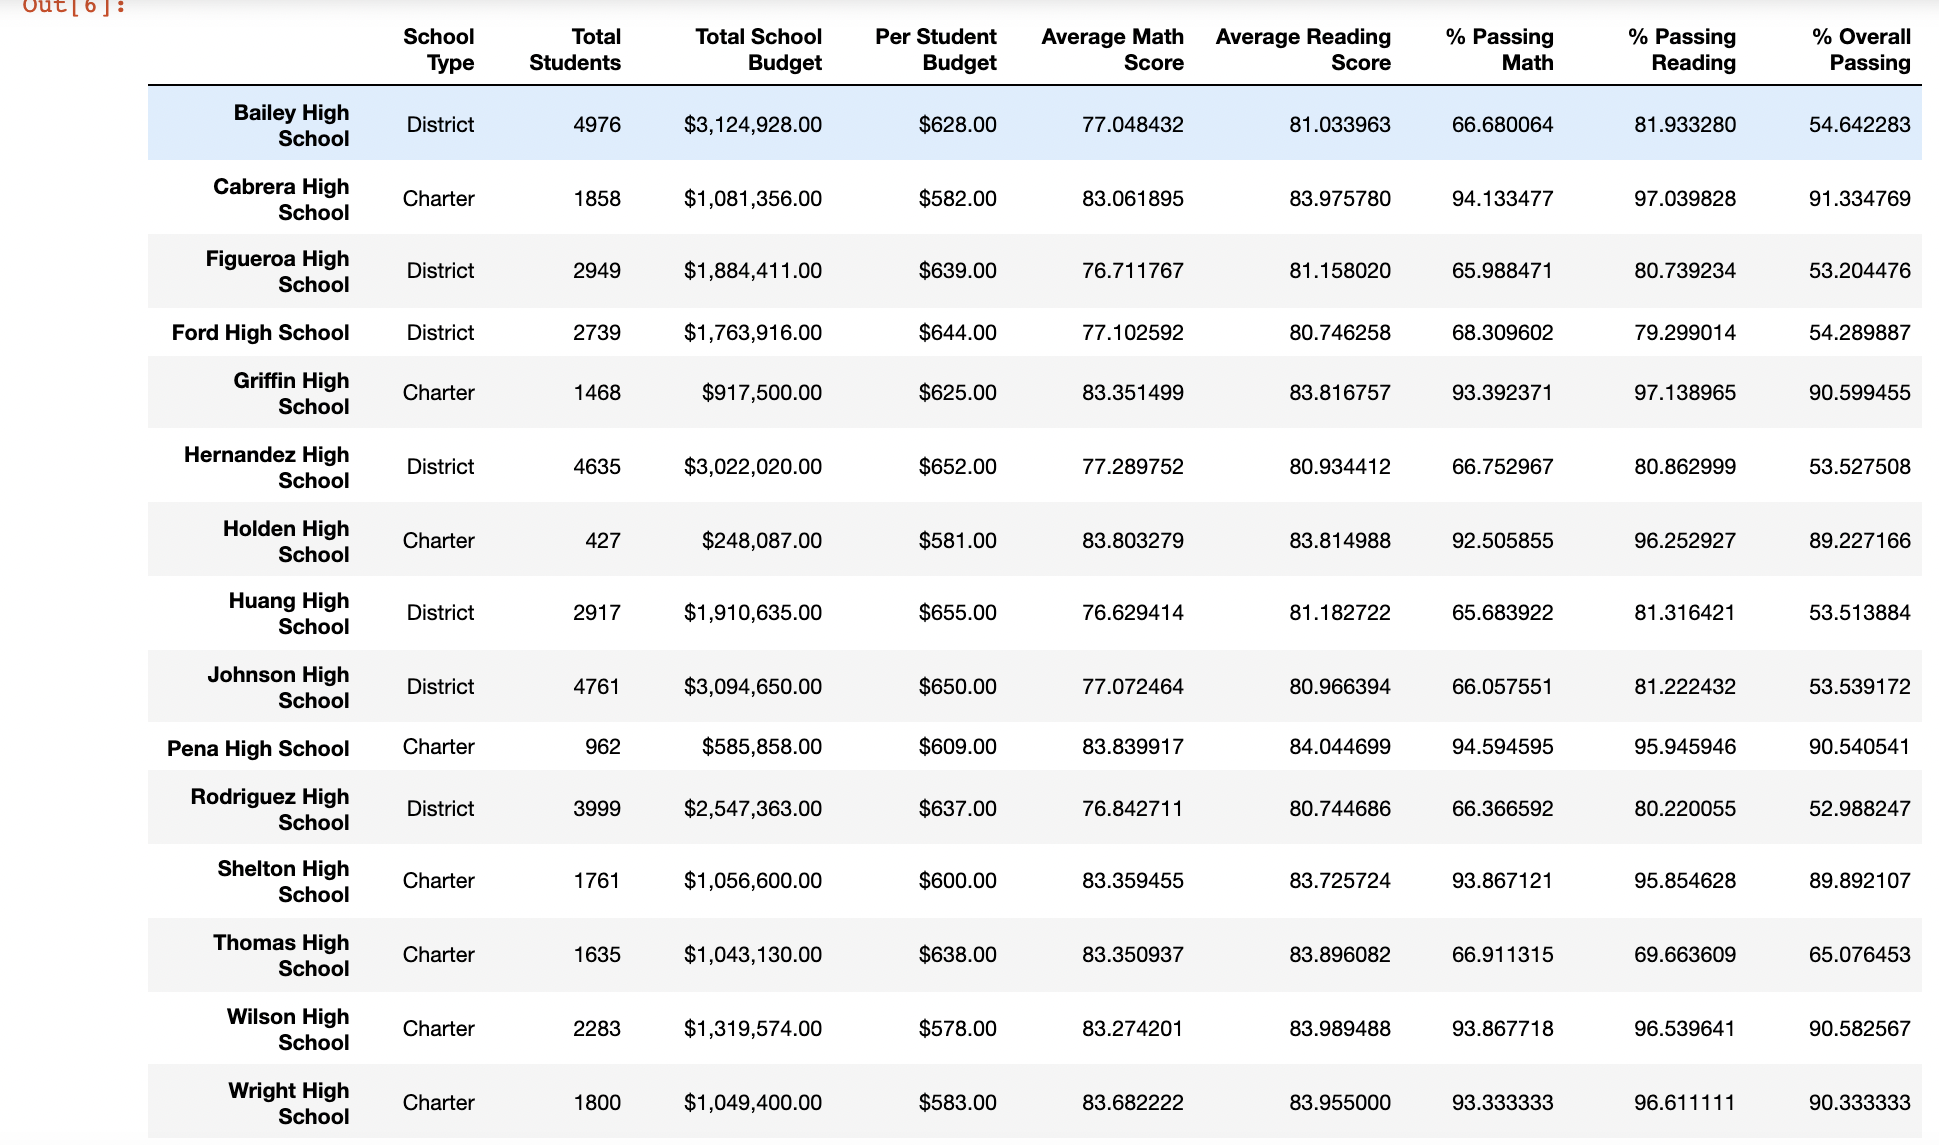 Out[6]:
School Type Total Students Total School Budget Per Student Budget Average Math Score Average Reading Score % Passing Math % Passing Reading % Overall Passing
Bailey High School District 4976 $3,124,928.00 $628.00 77.048432 81.033963 66.680064 81.933280 54.642283
Cabrera High School Charter 1858 $1,081,356.00 $582.00 83.061895 83.975780 94.133477 97.039828 91.334769
Figueroa High School District 2949 $1,884,411.00 $639.00 76.711767 81.158020 65.988471 80.739234 53.204476
Ford High School District 2739 $1,763,916.00 $644.00 77.102592 80.746258 68.309602 79.299014 54.289887
Griffin High School Charter 1468 $917,500.00 $625.00 83.351499 83.816757 93.392371 97.138965 90.599455
Hernandez High School District 4635 $3,022,020.00 $652.00 77.289752 80.934412 66.752967 80.862999 53.527508
Holden High School Charter 427 $248,087.00 $581.00 83.803279 83.814988 92.505855 96.252927 89.227166
Huang High School District 2917 $1,910,635.00 $655.00 76.629414 81.182722 65.683922 81.316421 53.513884
Johnson High School District 4761 $3,094,650.00 $650.00 77.072464 80.966394 66.057551 81.222432 53.539172
Pena High School Charter 962 $585,858.00 $609.00 83.839917 84.044699 94.594595 95.945946 90.540541
Rodriguez High School District 3999 $2,547,363.00 $637.00 76.842711 80.744686 66.366592 80.220055 52.988247
Shelton High School Charter 1761 $1,056,600.00 $600.00 83.359455 83.725724 93.867121 95.854628 89.892107
Thomas High School Charter 1635 $1,043,130.00 $638.00 83.350937 83.896082 66.911315 69.663609 65.076453
Wilson High School Charter 2283 $1,319,574.00 $578.00 83.274201 83.989488 93.867718 96.539641 90.582567
Wright High School Charter 1800 $1,049,400.00 $583.00 83.682222 83.955000 93.333333 96.611111 90.333333